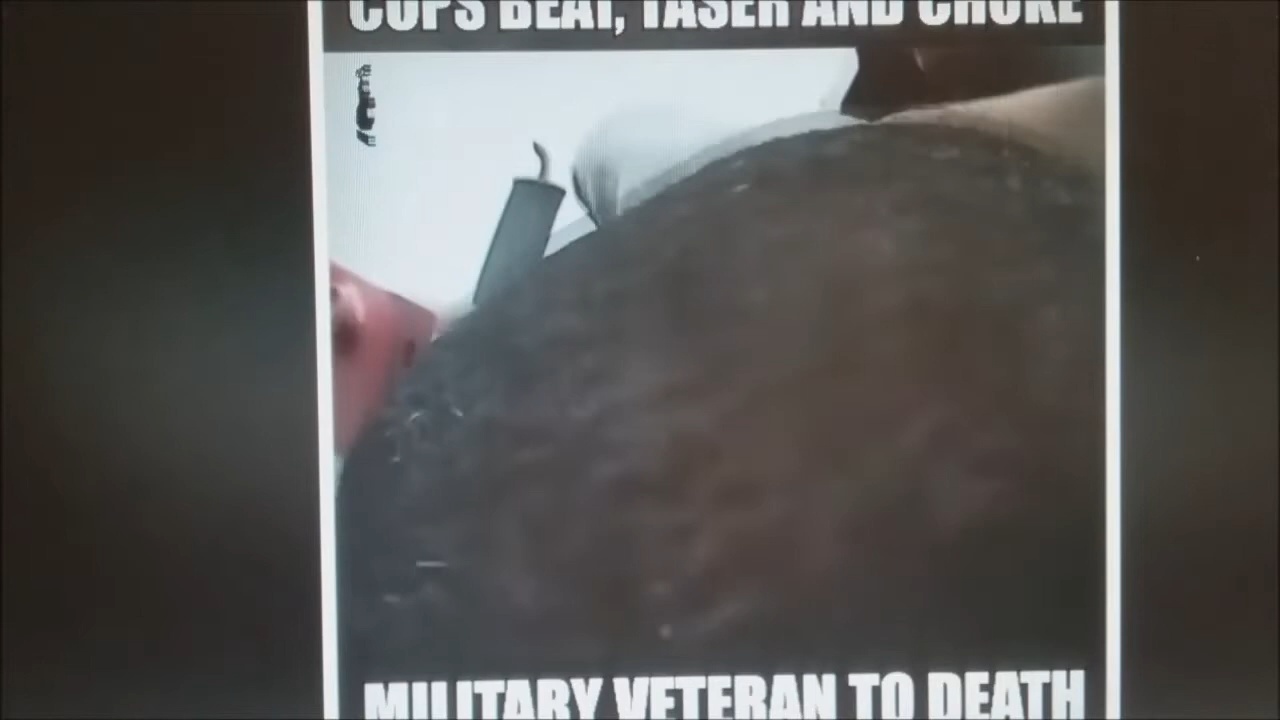 COPS BEAT, TASER AND CHOKE
MILITARY VETERAN TO DEATH